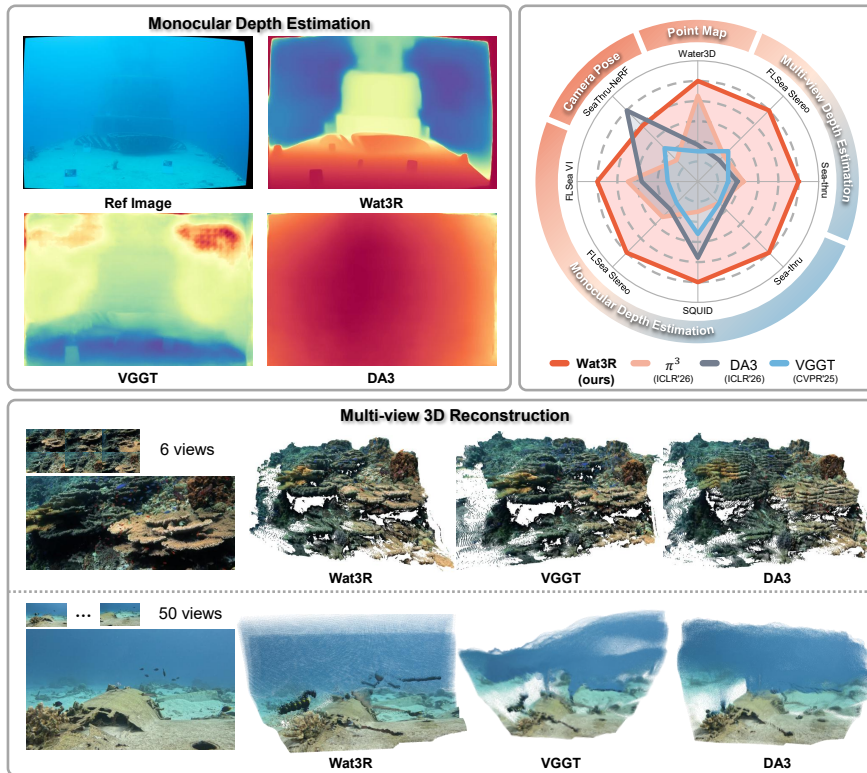 Monocular Depth Estimation
Ref Image
Wat3R
VGGT
DA3
Camera Pose
Point Map
Multi-view Depth Estimation
Monocular Depth Estimation
Water3D
FLSea Stereo
Sea-thru
Sea-thru
SQUID
FLSea Stereo
FLSea VI
SeaThru-NeRF
Wat3R
(ours)
π³
(ICLR'26)
DA3
(ICLR'26)
VGGT
(CVPR'25)
Multi-view 3D Reconstruction
6 views
Wat3R
VGGT
DA3
...
50 views
Wat3R
VGGT
DA3